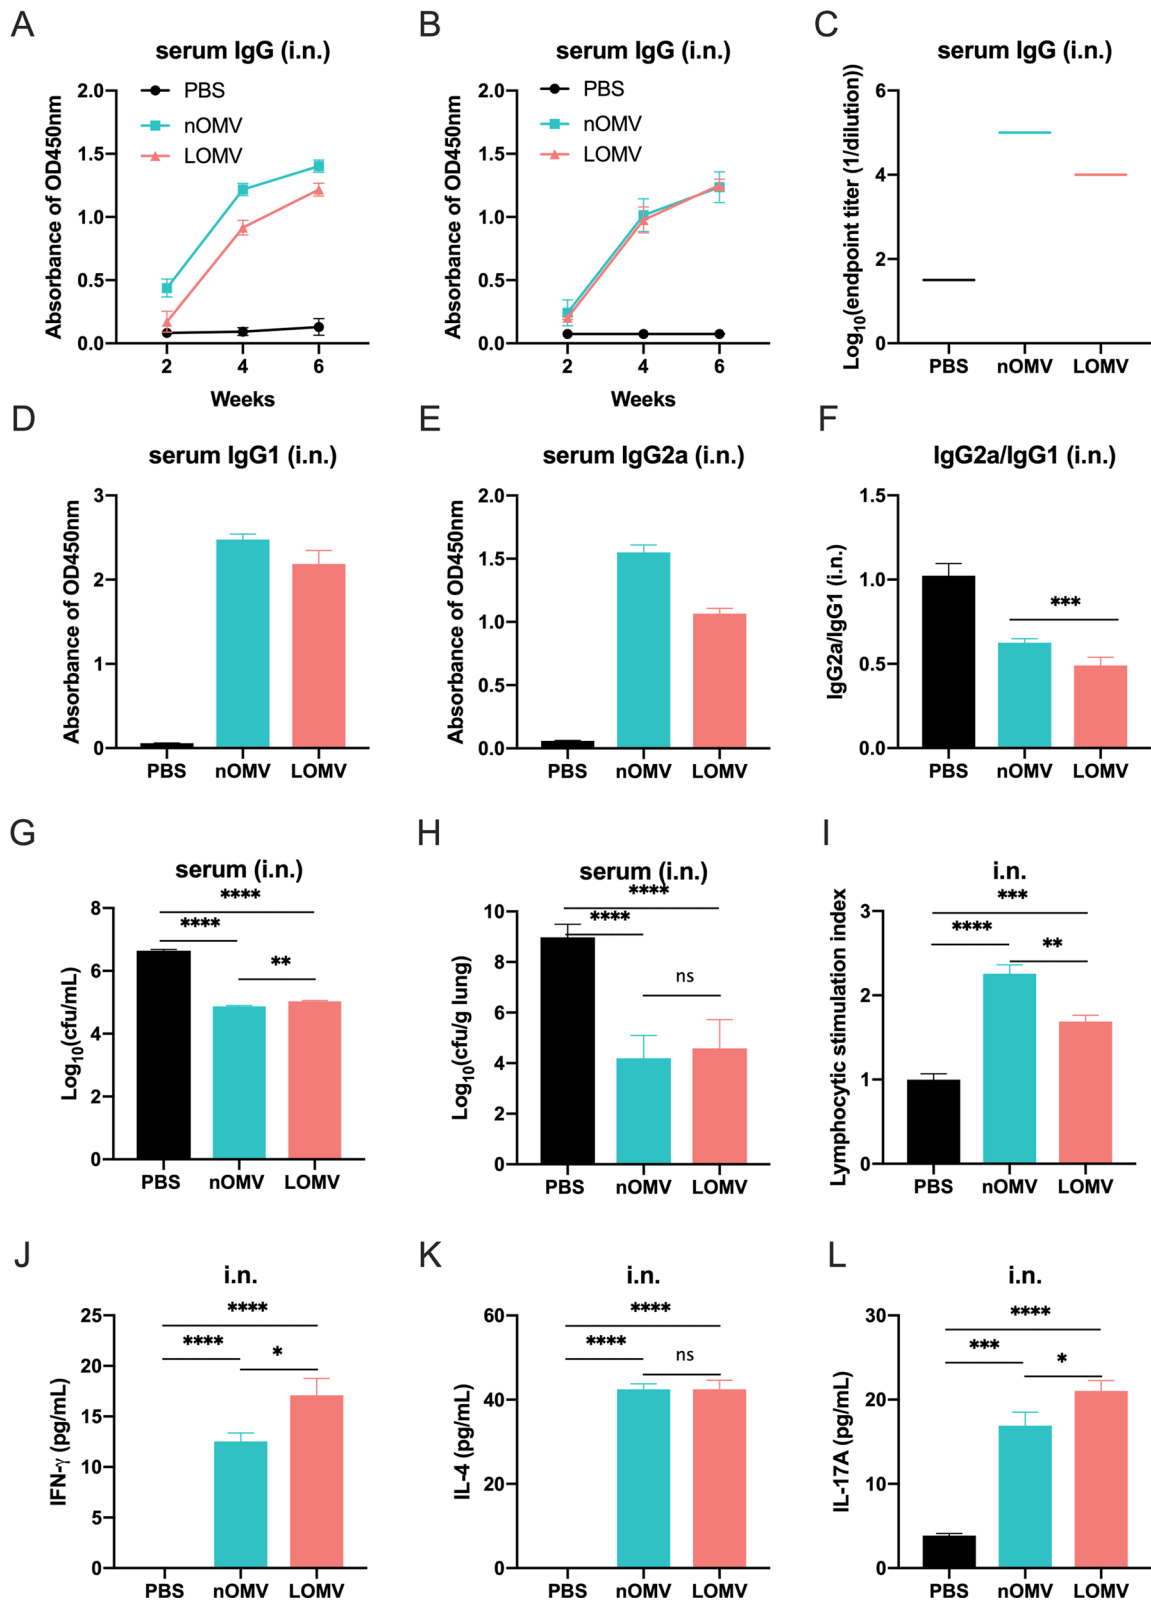 A
serum IgG (i.n.)
Absorbance of OD450nm
2.0
1.5
1.0
0.5
0.0
PBS
nOMV
LOMV
2 4 6
Weeks
B
serum IgG (i.n.)
Absorbance of OD450nm
2.0
1.5
1.0
0.5
0.0
PBS
nOMV
LOMV
2 4 6
Weeks
C
serum IgG (i.n.)
Log10(endpoint titer (1/dilution))
6
4
2
0
PBS nOMV LOMV
D
serum IgG1 (i.n.)
Absorbance of OD450nm
3
2
1
0
PBS nOMV LOMV
E
serum IgG2a (i.n.)
Absorbance of OD450nm
2.0
1.5
1.0
0.5
0.0
PBS nOMV LOMV
F
IgG2a/IgG1 (i.n.)
IgG2a/IgG1 (i.n.)
1.5
1.0
0.5
0.0
***
PBS nOMV LOMV
G
serum (i.n.)
Log10(cfu/mL)
8
6
4
2
0
****
****
**
PBS nOMV LOMV
H
serum (i.n.)
Log10(cfu/g lung)
10
8
6
4
2
0
****
****
ns
PBS nOMV LOMV
I
i.n.
Lymphocytic stimulation index
3
2
1
0
***
****
**
PBS nOMV LOMV
J
i.n.
IFN-γ (pg/mL)
25
20
15
10
5
0
****
****
*
PBS nOMV LOMV
K
i.n.
IL-4 (pg/mL)
60
40
20
0
****
****
ns
PBS nOMV LOMV
L
i.n.
IL-17A (pg/mL)
30
20
10
0
****
***
*
PBS nOMV LOMV